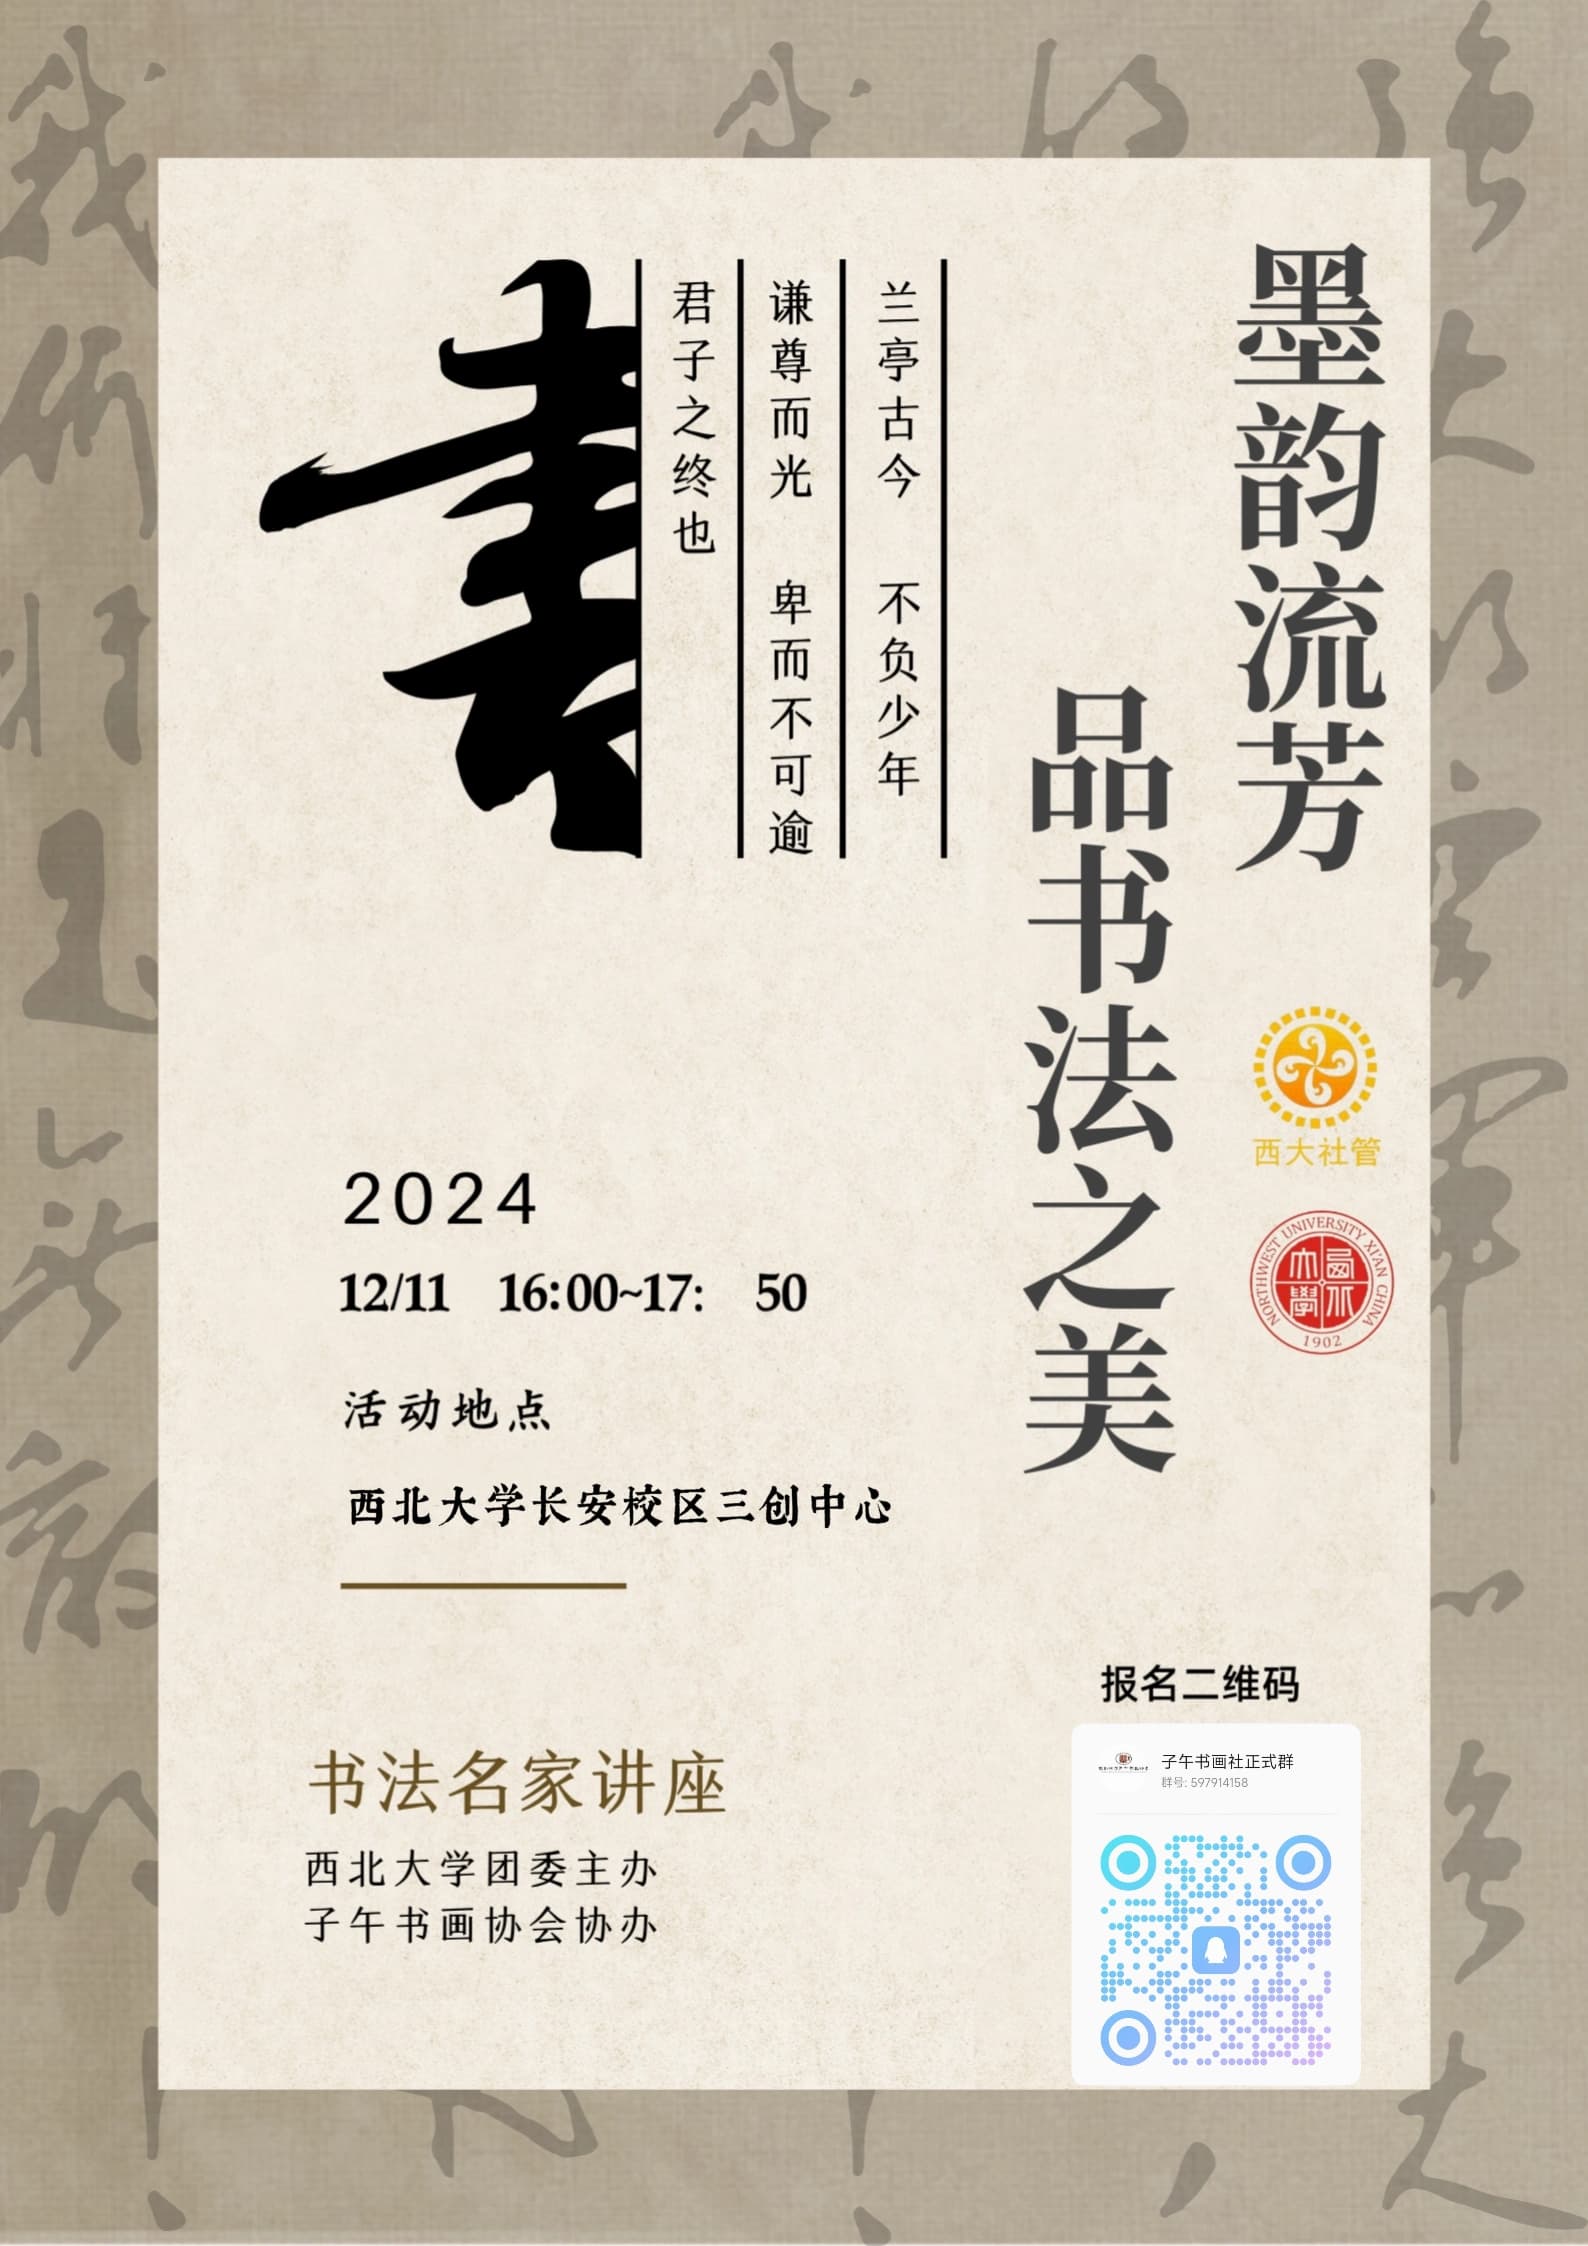 墨韵流芳
品书法之美
兰亭古今 不负少年
谦尊而光 卑而不可逾
君子之终也
書
西大社管
NORTHWEST UNIVERSITY XI'AN CHINA
西北大學
1902
2024
12/11 16:00~17: 50
活动地点
西北大学长安校区三创中心
书法名家讲座
西北大学团委主办
子午书画协会协办
报名二维码
子午书画社正式群
群号: 597914158